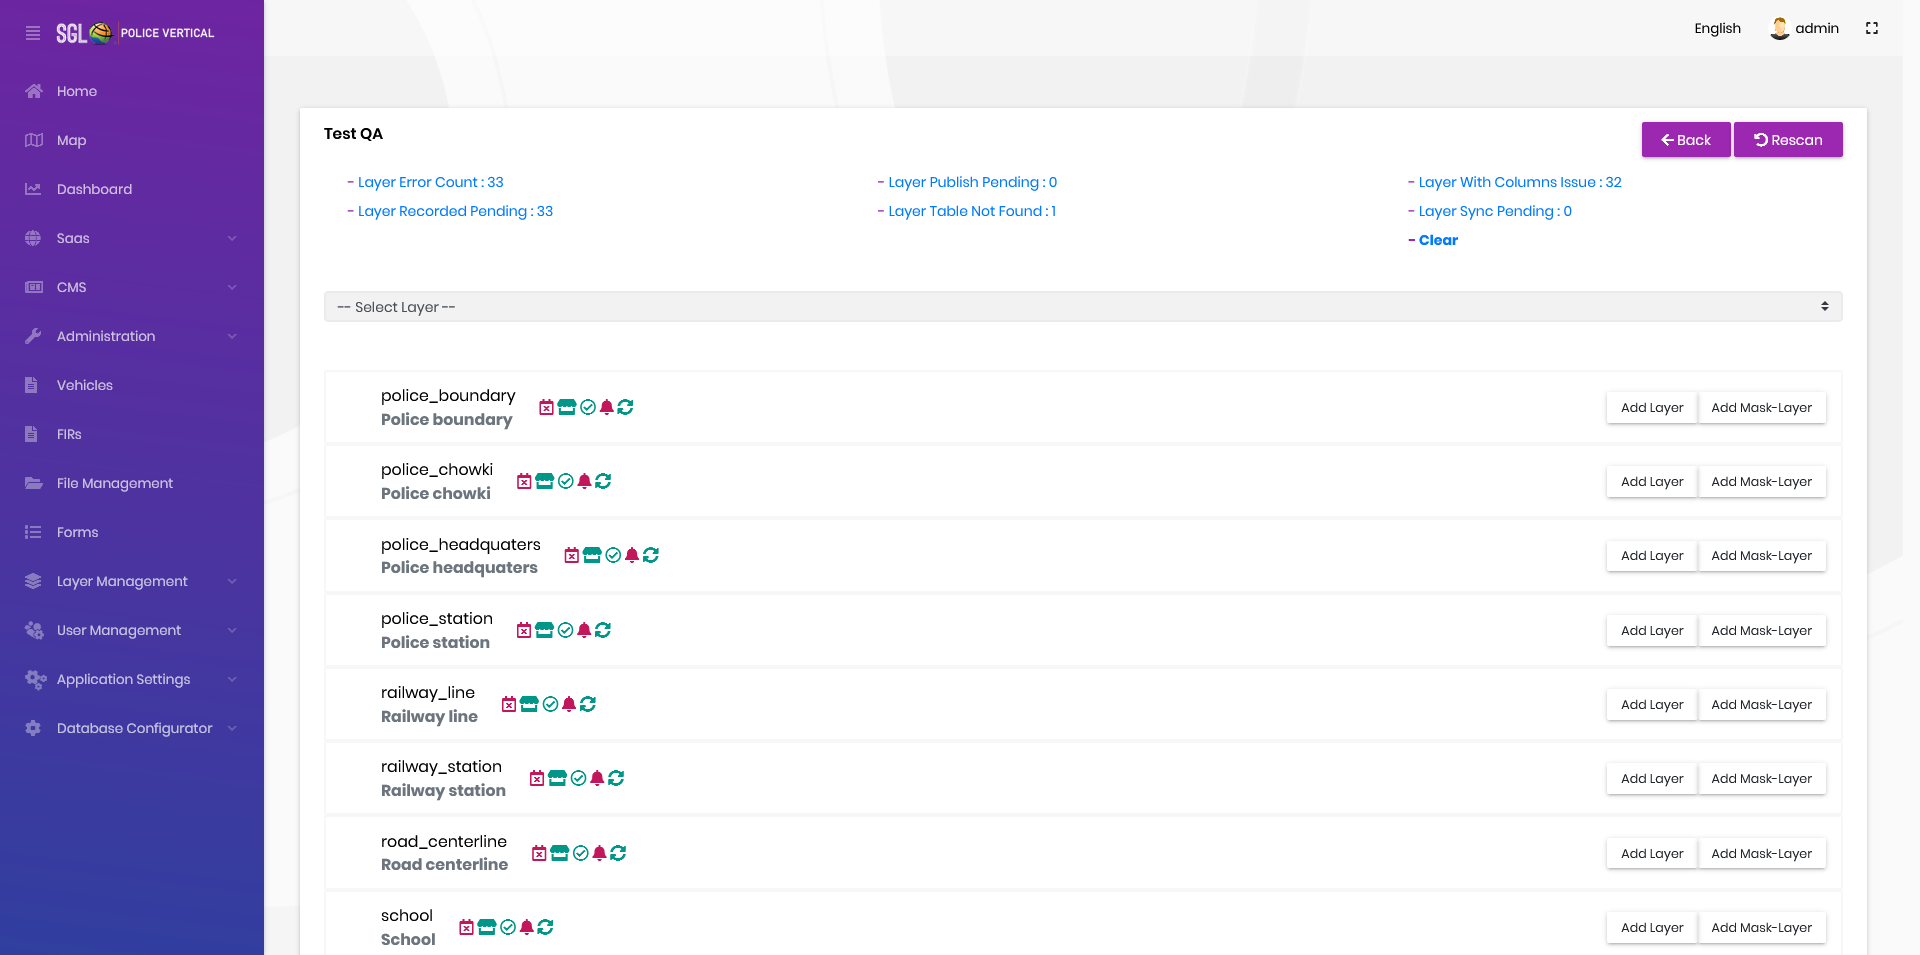 SGL POLICE VERTICAL
English
admin
Home
Map
Dashboard
Saas
CMS
Administration
Vehicles
FIRs
File Management
Forms
Layer Management
User Management
Application Settings
Database Configurator
Test QA
Back
Rescan
- Layer Error Count : 33
- Layer Publish Pending : 0
- Layer With Columns Issue : 32
- Layer Recorded Pending : 33
- Layer Table Not Found : 1
- Layer Sync Pending : 0
- Clear
-- Select Layer --
police_boundary
Police boundary
Add Layer
Add Mask-Layer
police_chowki
Police chowki
Add Layer
Add Mask-Layer
police_headquaters
Police headquaters
Add Layer
Add Mask-Layer
police_station
Police station
Add Layer
Add Mask-Layer
railway_line
Railway line
Add Layer
Add Mask-Layer
railway_station
Railway station
Add Layer
Add Mask-Layer
road_centerline
Road centerline
Add Layer
Add Mask-Layer
school
School
Add Layer
Add Mask-Layer